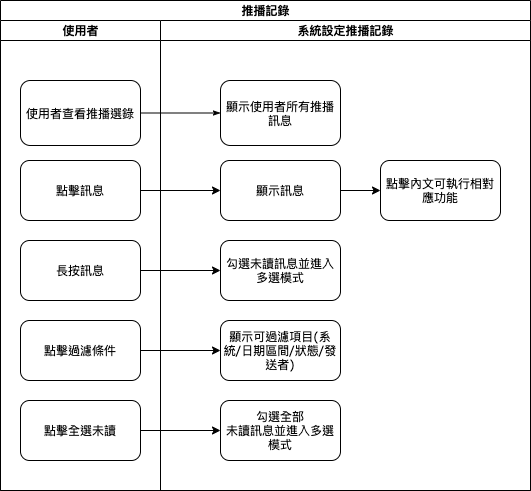 推播記錄
使用者
系統設定推播記錄
使用者查看推播選錄
顯示使用者所有推播
訊息
點擊訊息
顯示訊息
點擊內文可執行相對
應功能
長按訊息
勾選未讀訊息並進入
多選模式
點擊過濾條件
顯示可過濾項目(系
統/日期區間/狀態/發
送者)
點擊全選未讀
勾選全部
未讀訊息並進入多選
模式